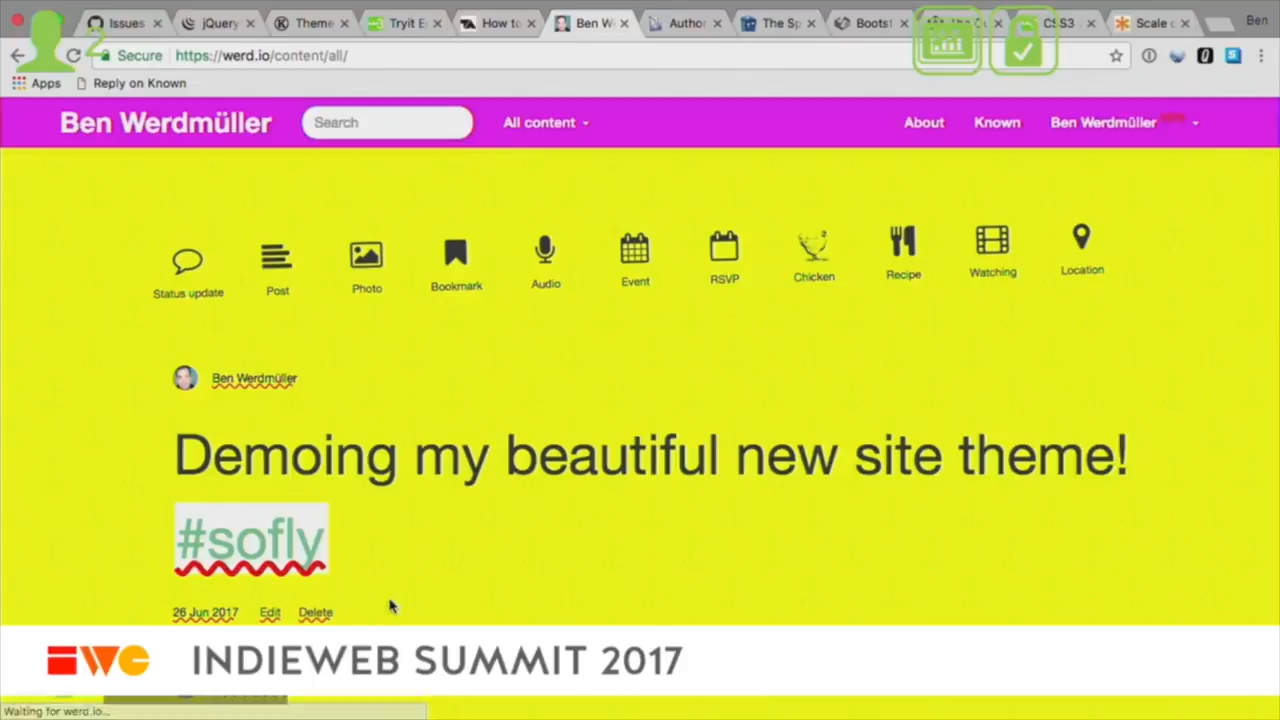 Issues
jQuery
Theme
Tryit E
How to
Ben We
Author
The Sp
Bootst
CSS3
Scale c
Ben
2
Secure
https://werd.io/content/all/
Apps
Reply on Known
Ben Werdmüller
Search
All content
About
Known
Ben Werdmüller
Status update
Post
Photo
Bookmark
Audio
Event
RSVP
Chicken
Recipe
Watching
Location
Ben Werdmüller
Demoing my beautiful new site theme!
#sofly
26 Jun 2017
Edit
Delete
IWC
INDIEWEB SUMMIT 2017
Waiting for werd.io...